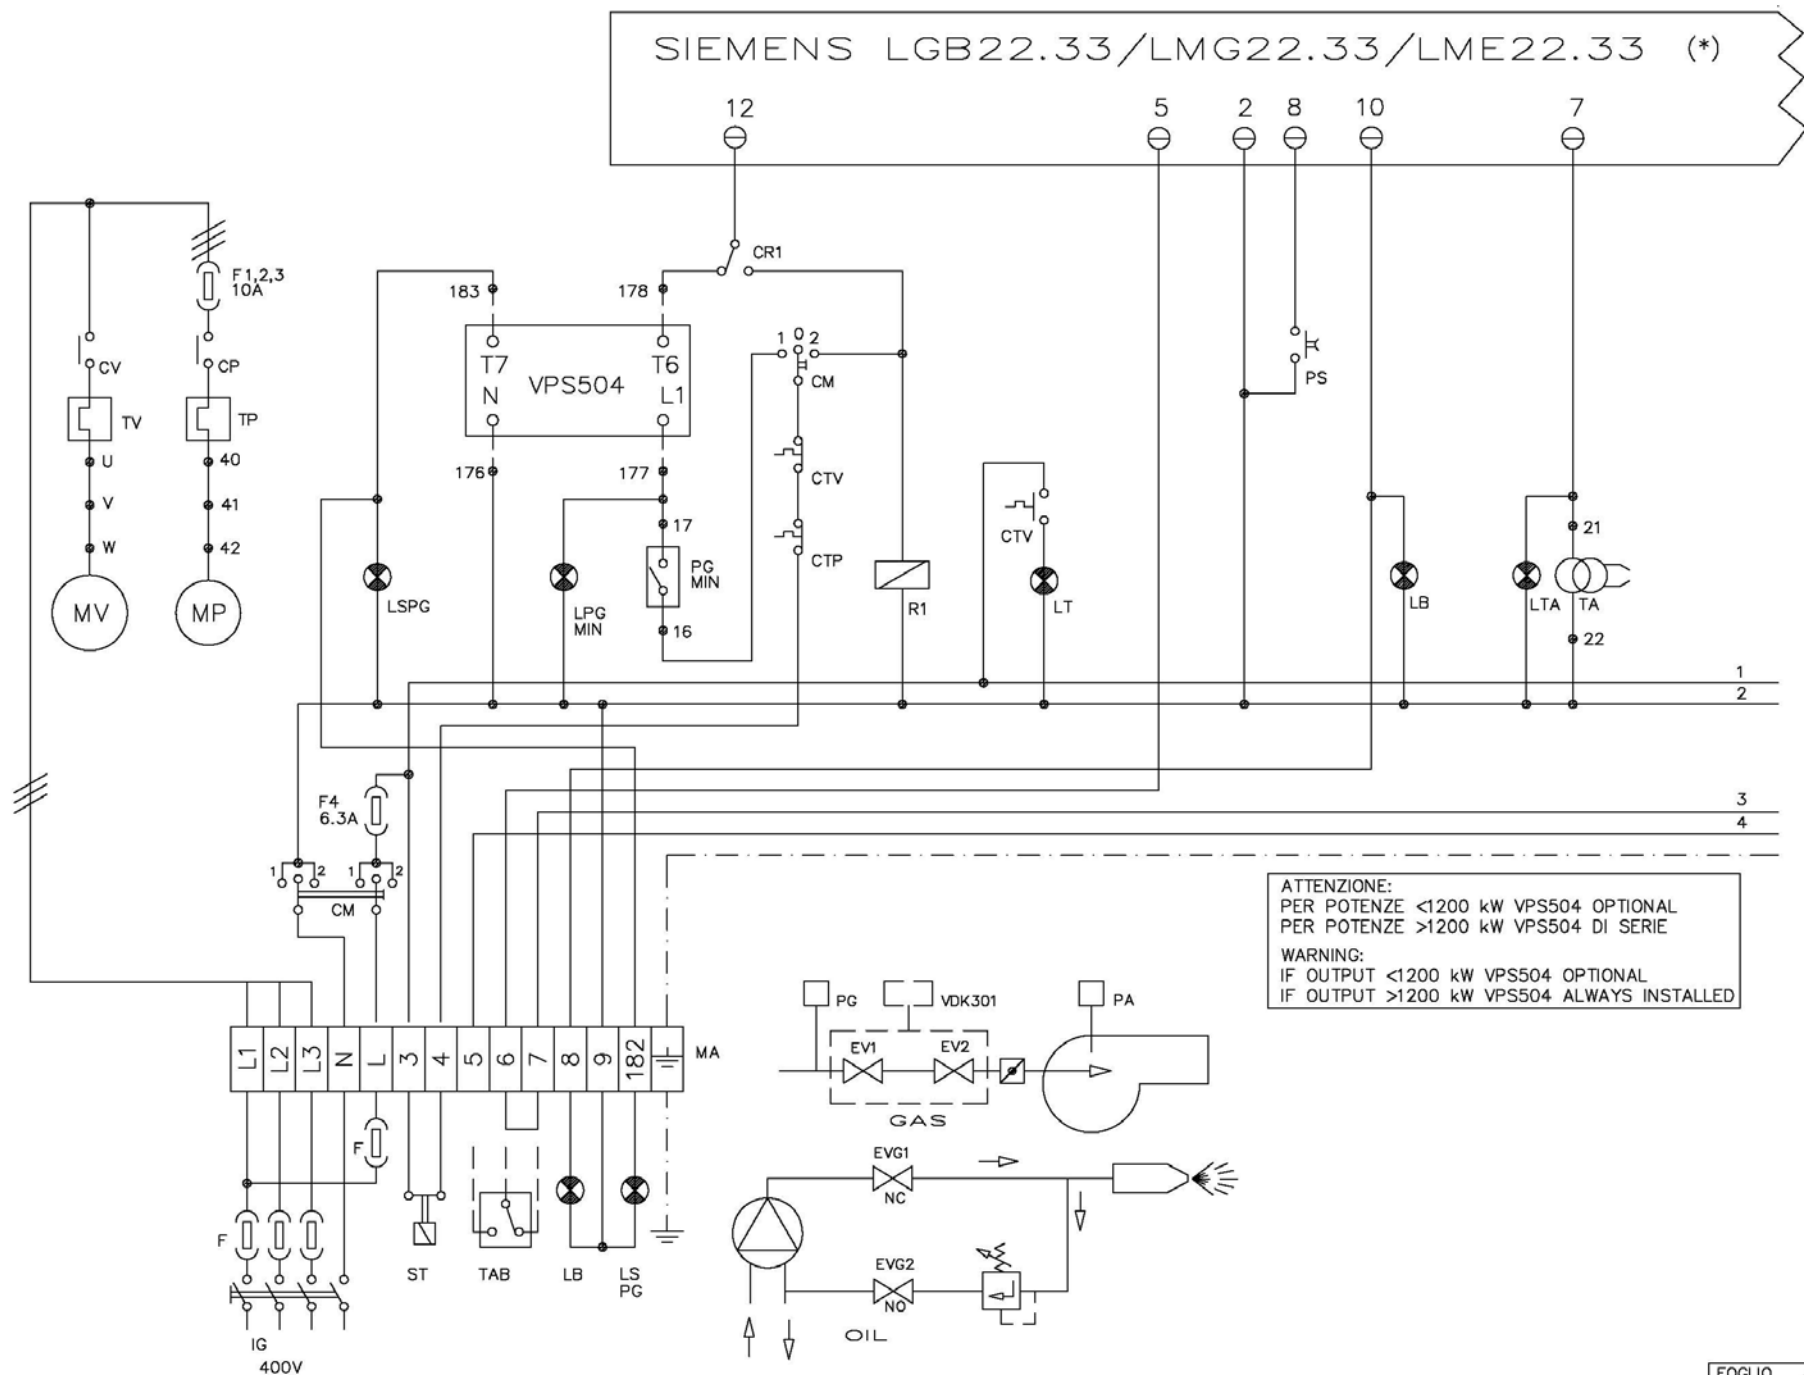 SIEMENS LGB22.33/LMG22.33/LME22.33 (*)
12 5 2 8 10 7
F1,2,3
10A
CR1
183 178
1 0 2
CV CP
T7 T6
VPS504
N L1
CM
PS
TV TP
U 40
176 177
CTV
V 41
17
CTV
21
W 42
PG
MIN
CTP
MV MP
LSPG
LPG
MIN
R1
LT
LB
LTA TA
16
22
1
2
F4
6.3A
3
4
1 2 1 2
CM
ATTENZIONE:
PER POTENZE <1200 kW VPS504 OPTIONAL
PER POTENZE >1200 kW VPS504 DI SERIE
WARNING:
IF OUTPUT <1200 kW VPS504 OPTIONAL
IF OUTPUT >1200 kW VPS504 ALWAYS INSTALLED
PG VDK301 PA
L1 L2 L3 N L 3 4 5 6 7 8 9 182 MA
EV1 EV2
GAS
F
EVG1
NC
F
ST TAB LB LS
PG
EVG2
NO
OIL
IG
400V
FOGLIO